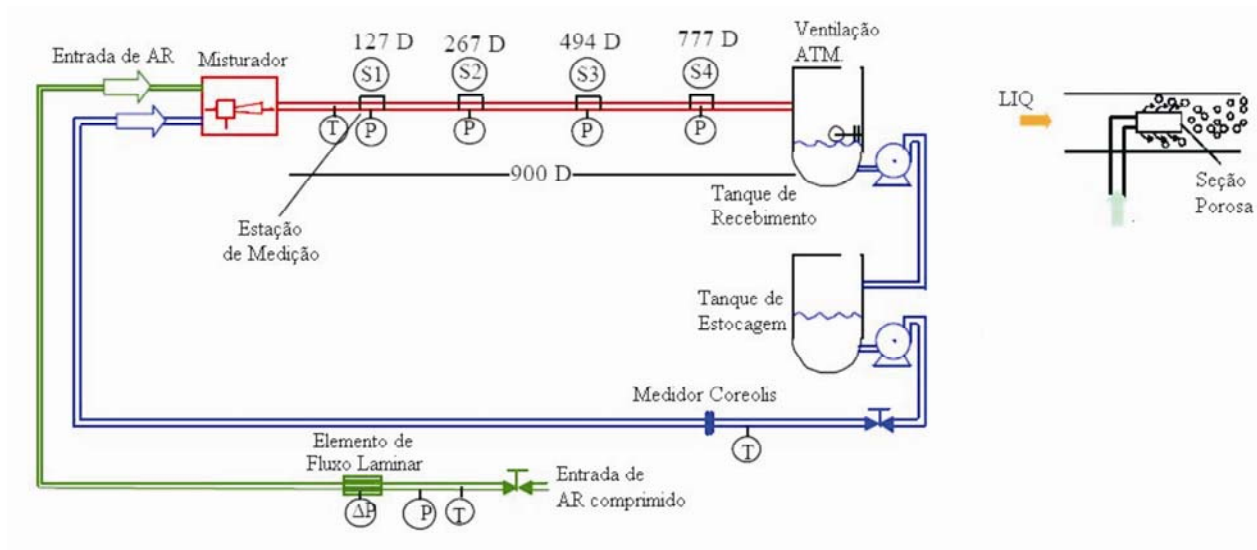 127 D
267 D
494 D
777 D
Ventilação
ATM.
Entrada de AR
Misturador
S1
S2
S3
S4
LIQ
T
P
P
P
P
900 D
Seção
Porosa
Tanque de
Recebimento
Estação
de Medição
Tanque de
Estocagem
Medidor Coreolis
T
Elemento de
Fluxo Laminar
Entrada de
AR comprimido
ΔP
P
T